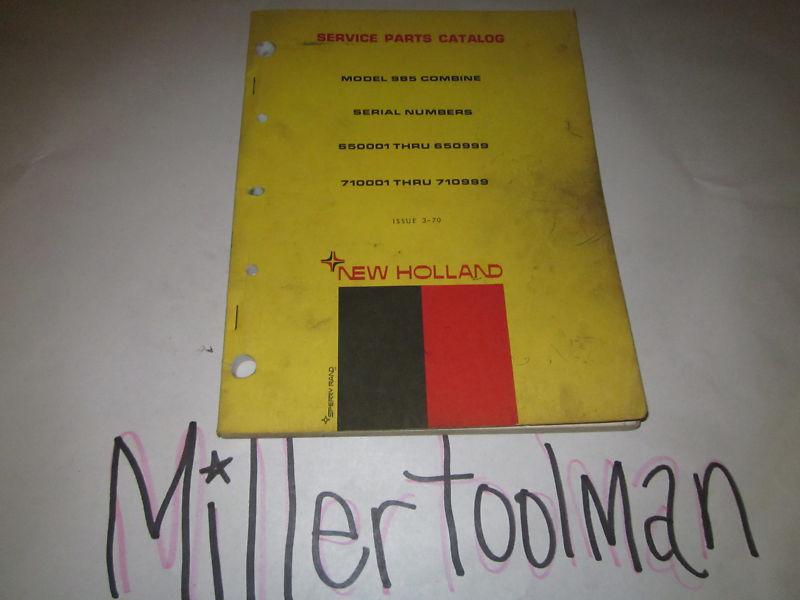 SERVICE PARTS CATALOG
MODEL 985 COMBINE
SERIAL NUMBERS
650001 THRU 650999
710001 THRU 710999
ISSUE 3-70
NEW HOLLAND
SPERRY RAND
Millertoolman